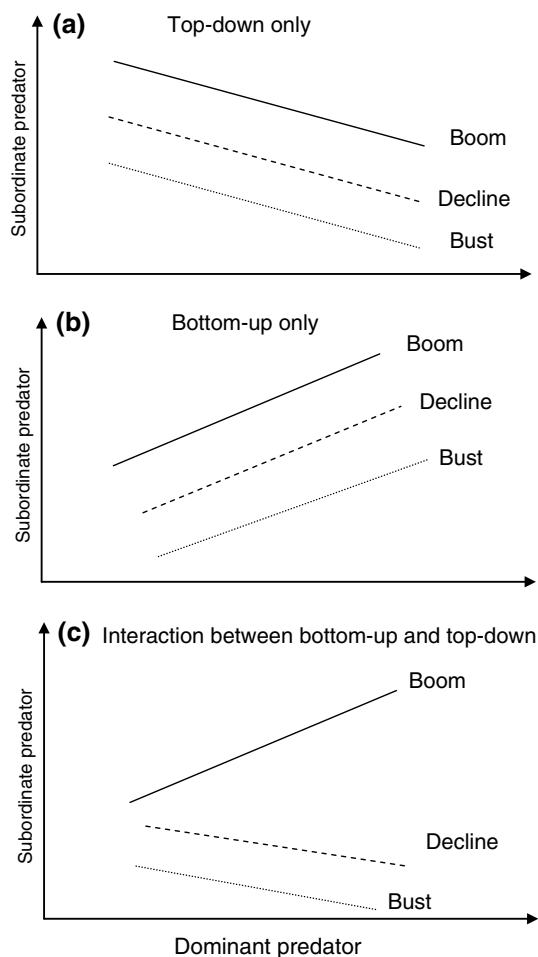 (a) Top-down only
Subordinate predator
Boom
Decline
Bust
(b) Bottom-up only
Subordinate predator
Boom
Decline
Bust
(c) Interaction between bottom-up and top-down
Subordinate predator
Boom
Decline
Bust
Dominant predator